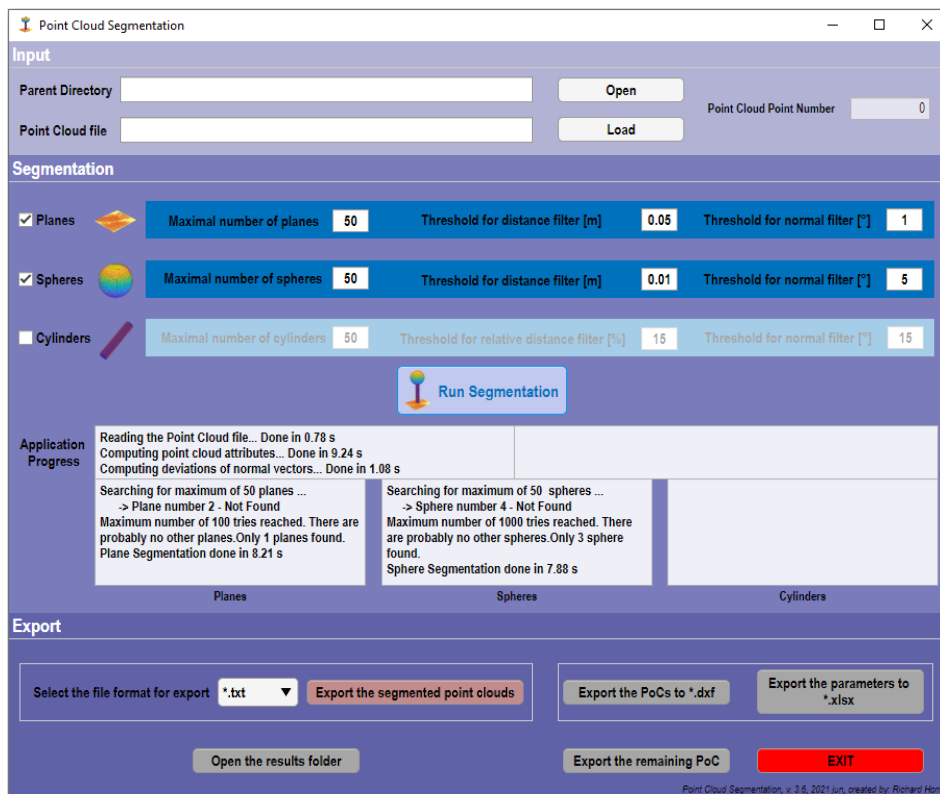 Point Cloud Segmentation
Input
Parent Directory
Open
Point Cloud Point Number 0
Point Cloud file
Load
Segmentation
Planes Maximal number of planes 50 Threshold for distance filter [m] 0.05 Threshold for normal filter [°] 1
Spheres Maximal number of spheres 50 Threshold for distance filter [m] 0.01 Threshold for normal filter [°] 5
Cylinders Maximal number of cylinders 50 Threshold for relative distance filter [%] 15 Threshold for normal filter [°] 15
Run Segmentation
Application
Progress
Reading the Point Cloud file... Done in 0.78 s
Computing point cloud attributes... Done in 9.24 s
Computing deviations of normal vectors... Done in 1.08 s
Searching for maximum of 50 planes ...
-> Plane number 2 - Not Found
Maximum number of 100 tries reached. There are
probably no other planes.Only 1 planes found.
Plane Segmentation done in 8.21 s
Searching for maximum of 50 spheres ...
-> Sphere number 4 - Not Found
Maximum number of 1000 tries reached. There
are probably no other spheres.Only 3 sphere
found.
Sphere Segmentation done in 7.88 s
Planes
Spheres
Cylinders
Export
Select the file format for export *.txt Export the segmented point clouds
Export the PoCs to *.dxf
Export the parameters to
*.xlsx
Open the results folder
Export the remaining PoC
EXIT
Point Cloud Segmentation, v. 3.6, 2021 jun, created by: Richard Hon